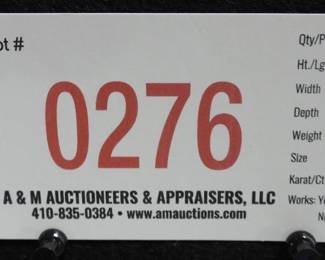 ot #
0276
A & M AUCTIONEERS & APPRAISERS, LLC
410-835-0384 • www.amauctions.com
Qty/P
Ht./Lg
Width
Depth
Weight
Size
Karat/Ct
Works: Ye
N